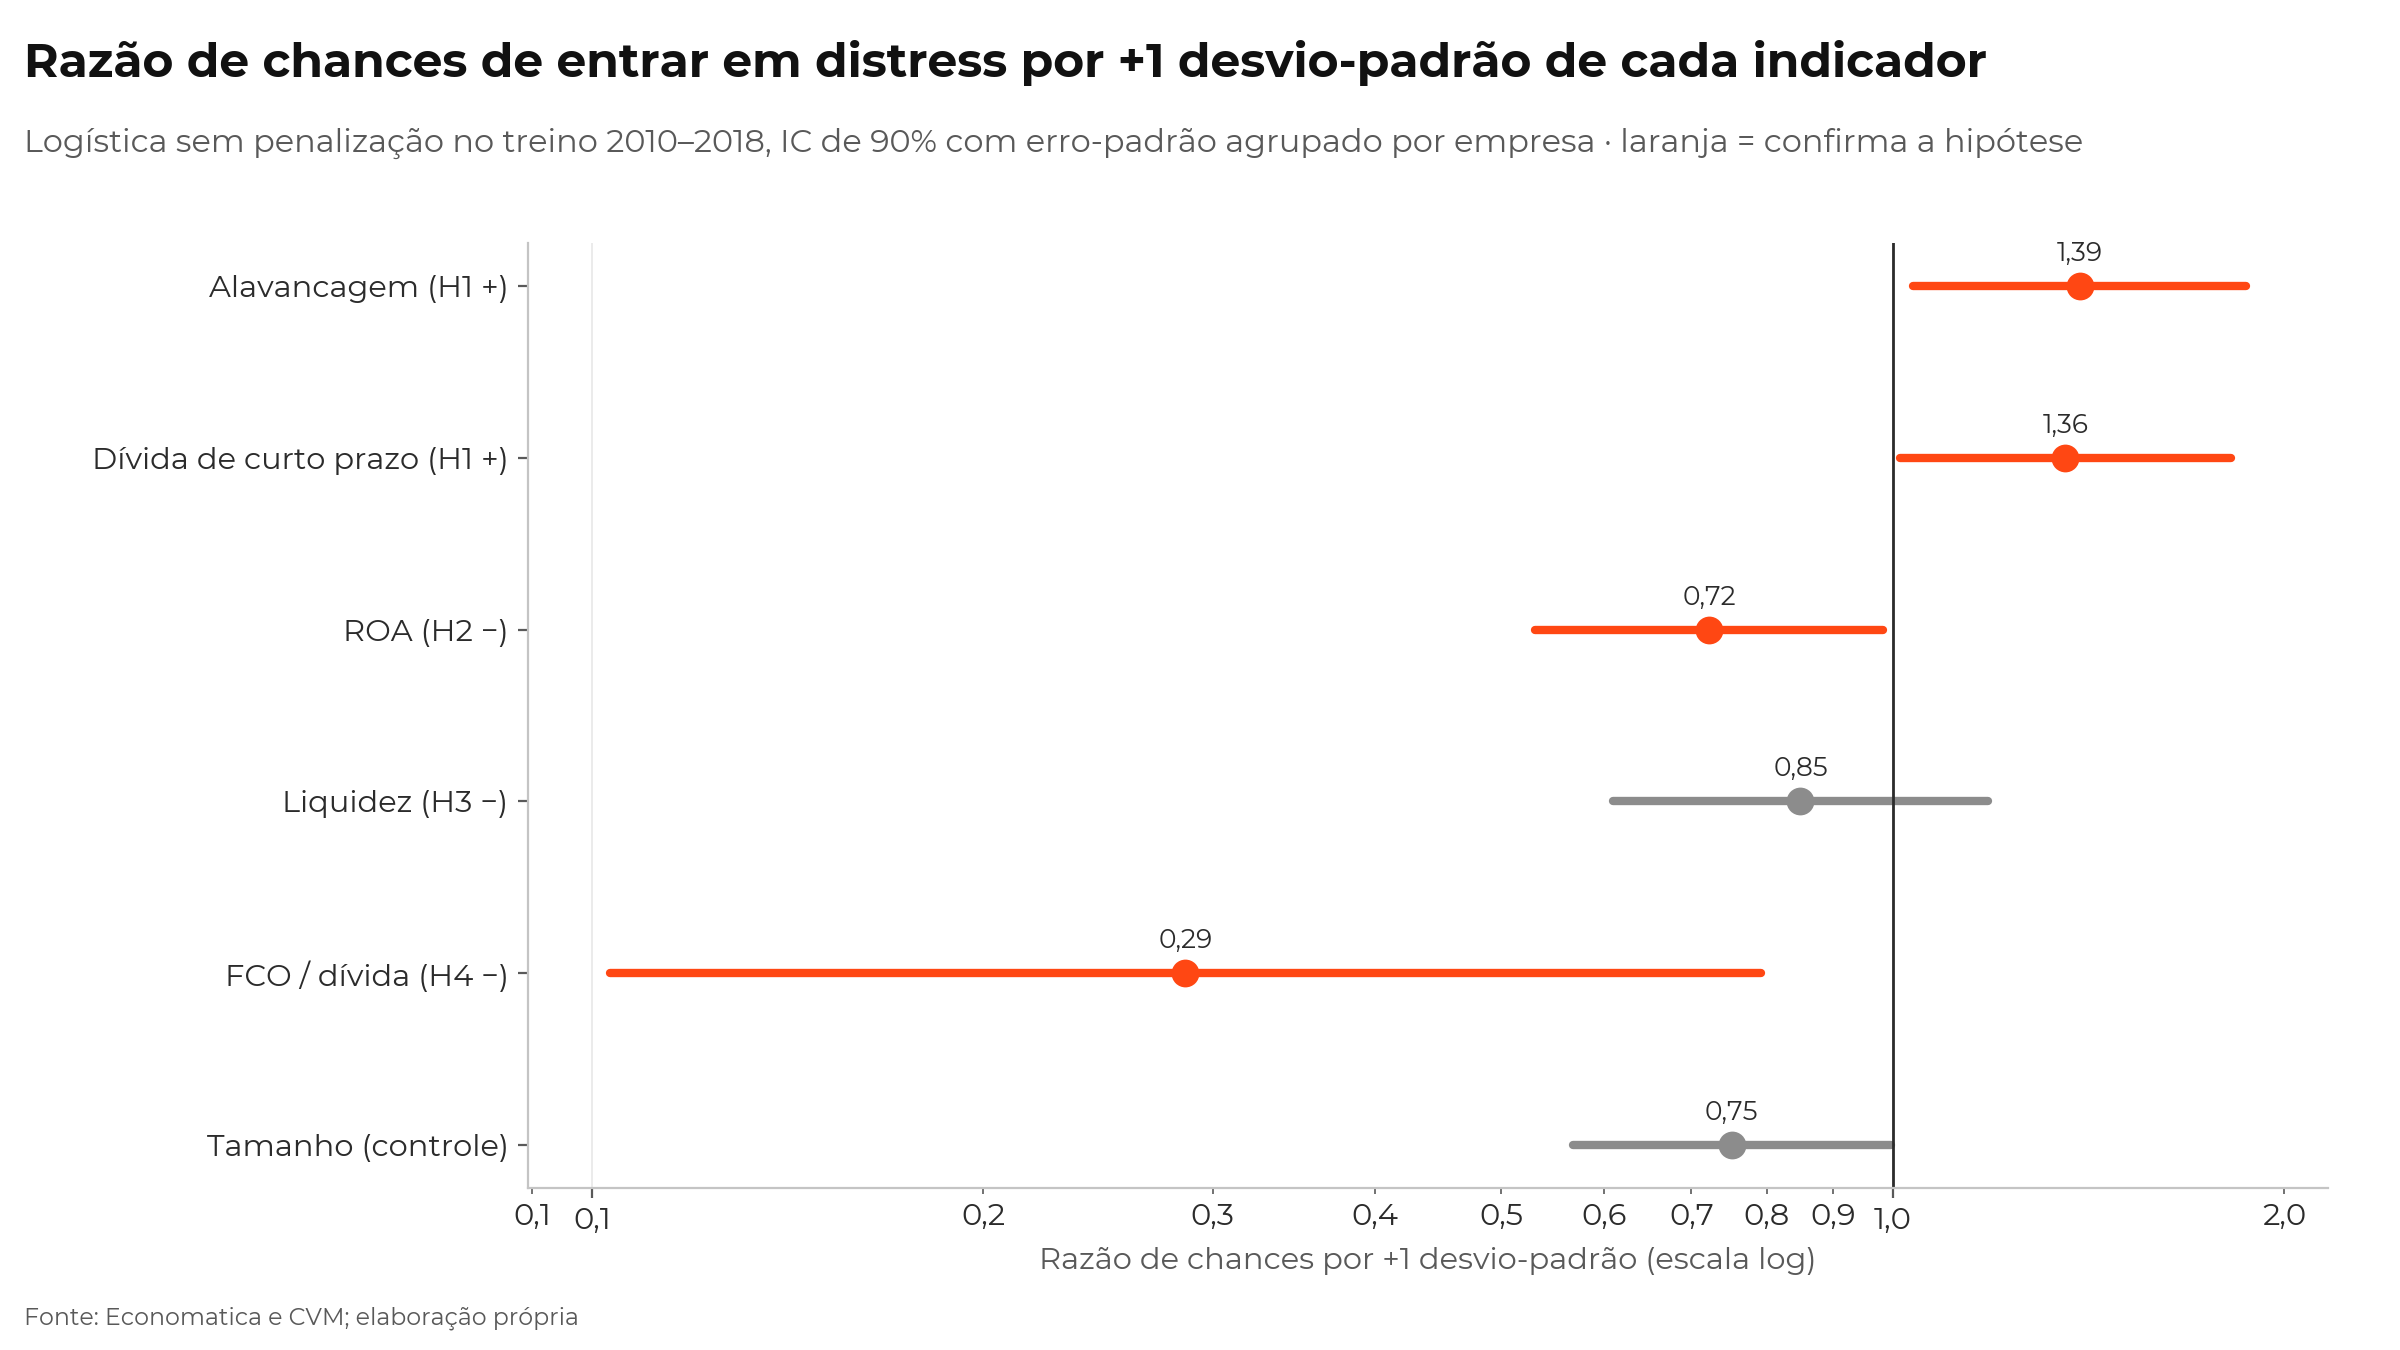 Razão de chances de entrar em distress por +1 desvio-padrão de cada indicador
Logística sem penalização no treino 2010–2018, IC de 90% com erro-padrão agrupado por empresa · laranja = confirma a hipótese
1,39
Alavancagem (H1 +)
1,36
Dívida de curto prazo (H1 +)
0,72
ROA (H2 −)
0,85
Liquidez (H3 −)
0,29
FCO / dívida (H4 −)
0,75
Tamanho (controle)
0,1 0,1 0,2 0,3 0,4 0,5 0,6 0,7 0,8 0,9 1,0 2,0
Razão de chances por +1 desvio-padrão (escala log)
Fonte: Economatica e CVM; elaboração própria